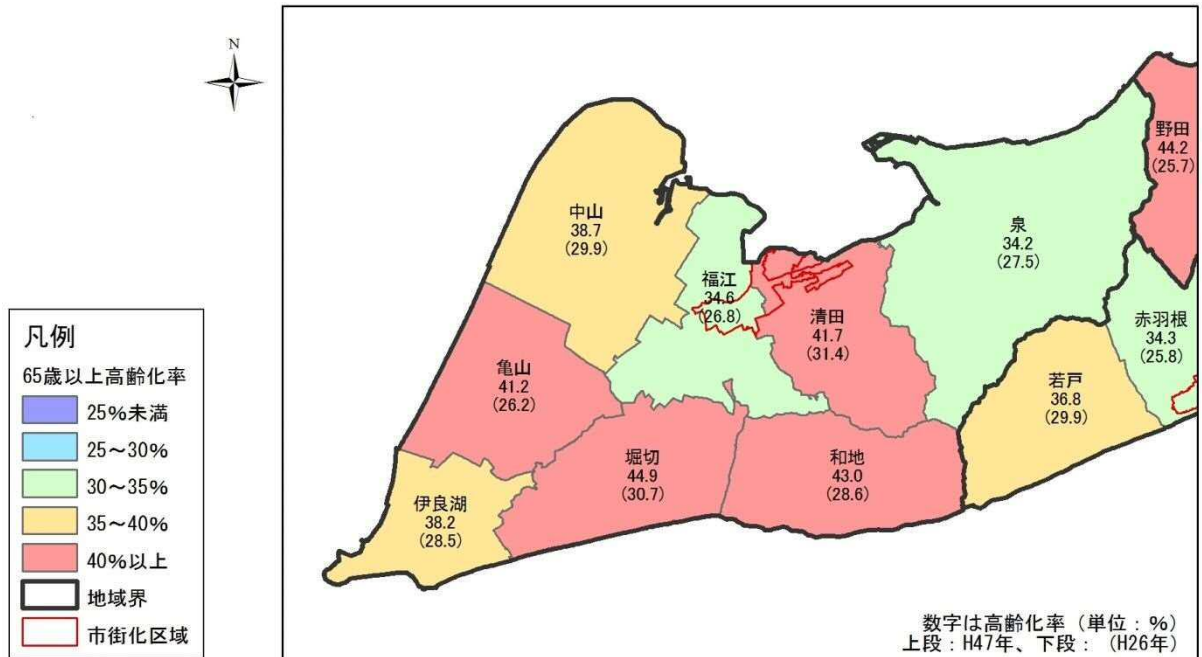 N
野田
44.2
(25.7)
中山
38.7
(29.9)
泉
34.2
(27.5)
福江
34.6
(26.8)
清田
41.7
(31.4)
赤羽根
34.3
(25.8)
亀山
41.2
(26.2)
若戸
36.8
(29.9)
堀切
44.9
(30.7)
和地
43.0
(28.6)
伊良湖
38.2
(28.5)
凡例
65歳以上高齢化率
25%未満
25～30%
30～35%
35～40%
40%以上
地域界
市街化区域
数字は高齢化率（単位：%）
上段：H47年、下段：（H26年）